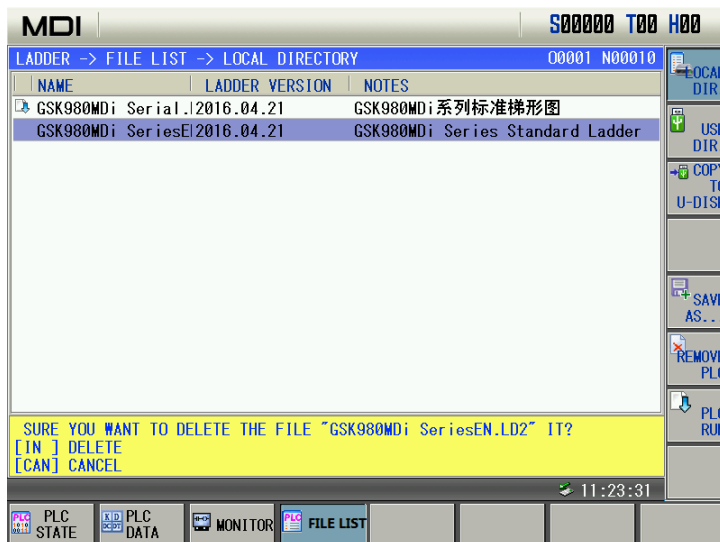 MDI
S00000 T00 H00
LADDER -> FILE LIST -> LOCAL DIRECTORY
O0001 N00010
NAME LADDER VERSION NOTES
GSK980MDi Serial. 2016.04.21 GSK980MDi系列标准梯形图
GSK980MDi SeriesE 2016.04.21 GSK980MDi Series Standard Ladder
SURE YOU WANT TO DELETE THE FILE "GSK980MDi SeriesEN.LD2" IT?
[IN ] DELETE
[CAN] CANCEL
11:23:31
LOCAL
DIR
US
DIR
COPY
TO
U-DIS
SAVE
AS..
REMOVE
PLC
PLC
RU
PLC
STATE
PLC
DATA
MONITOR
PLC
FILE LIST